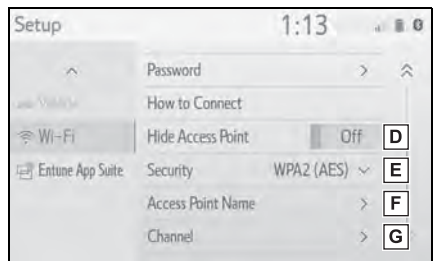 Setup 1:13
Password
Vehicle How to Connect
Wi-Fi Hide Access Point Off D
Entune App Suite Security WPA2 (AES) E
Access Point Name F
Channel G